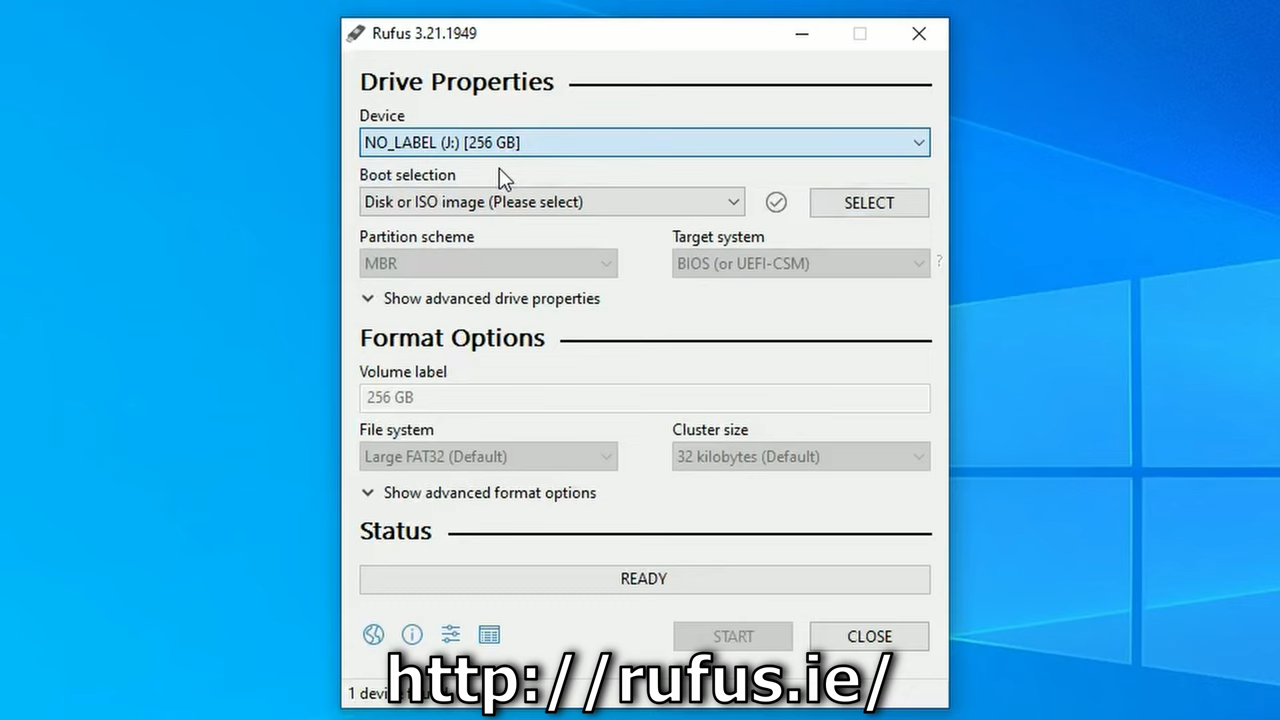 Rufus 3.21.1949
Drive Properties
Device
NO_LABEL (J:) [256 GB]
Boot selection
Disk or ISO image (Please select)
SELECT
Partition scheme
Target system
MBR
BIOS (or UEFI-CSM)
?
Show advanced drive properties
Format Options
Volume label
256 GB
File system
Cluster size
Large FAT32 (Default)
32 kilobytes (Default)
Show advanced format options
Status
READY
START
CLOSE
http://rufus.ie/
1